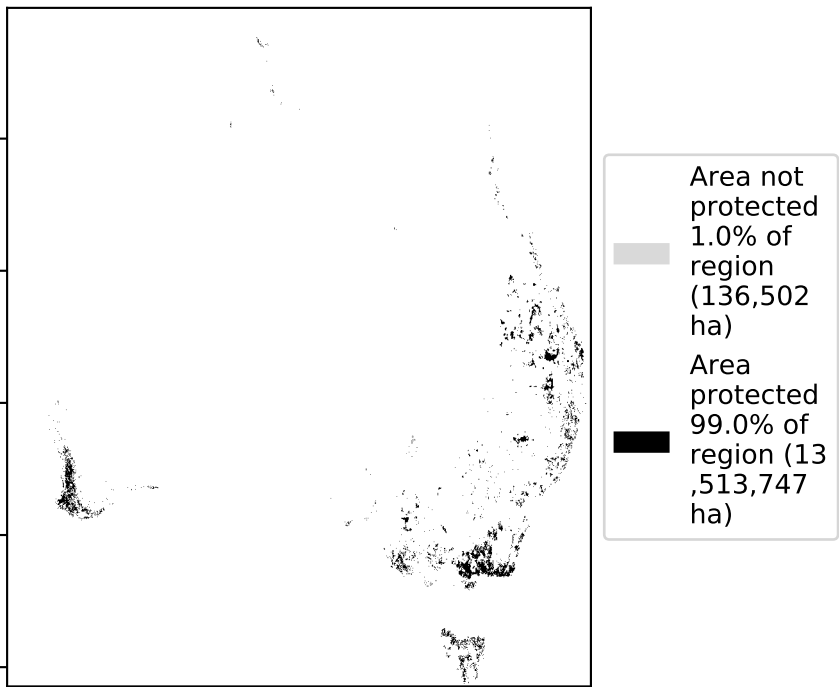 Area not
protected
1.0% of
region
(136,502
ha)
Area
protected
99.0% of
region (13
,513,747
ha)